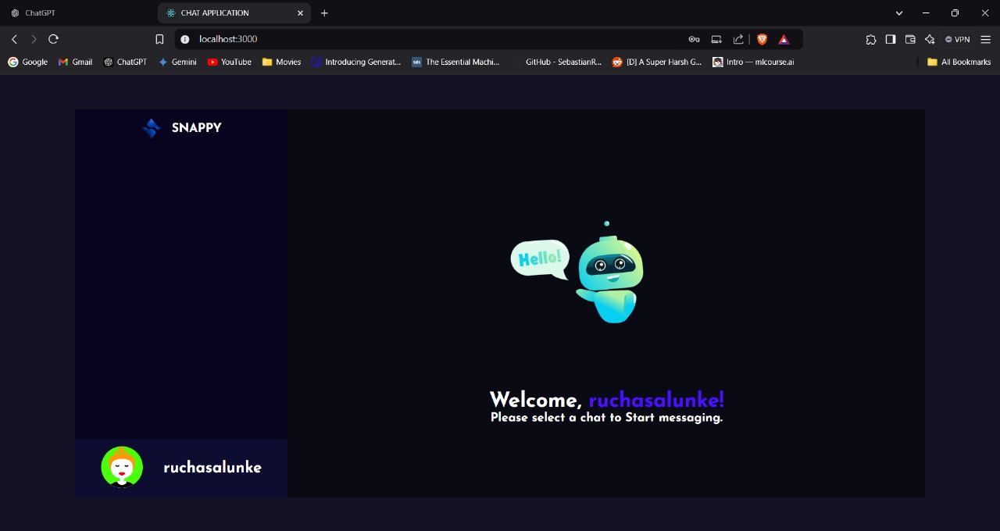 ChatGPT
CHAT APPLICATION
localhost:3000
VPN
Google
Gmail
ChatGPT
Gemini
YouTube
Movies
Introducing Generat...
tds
The Essential Machi...
GitHub - SebastianR...
[D] A Super Harsh G...
Intro — mlcourse.ai
All Bookmarks
SNAPPY
Hello!
Welcome, ruchasalunke!
Please select a chat to Start messaging.
ruchasalunke